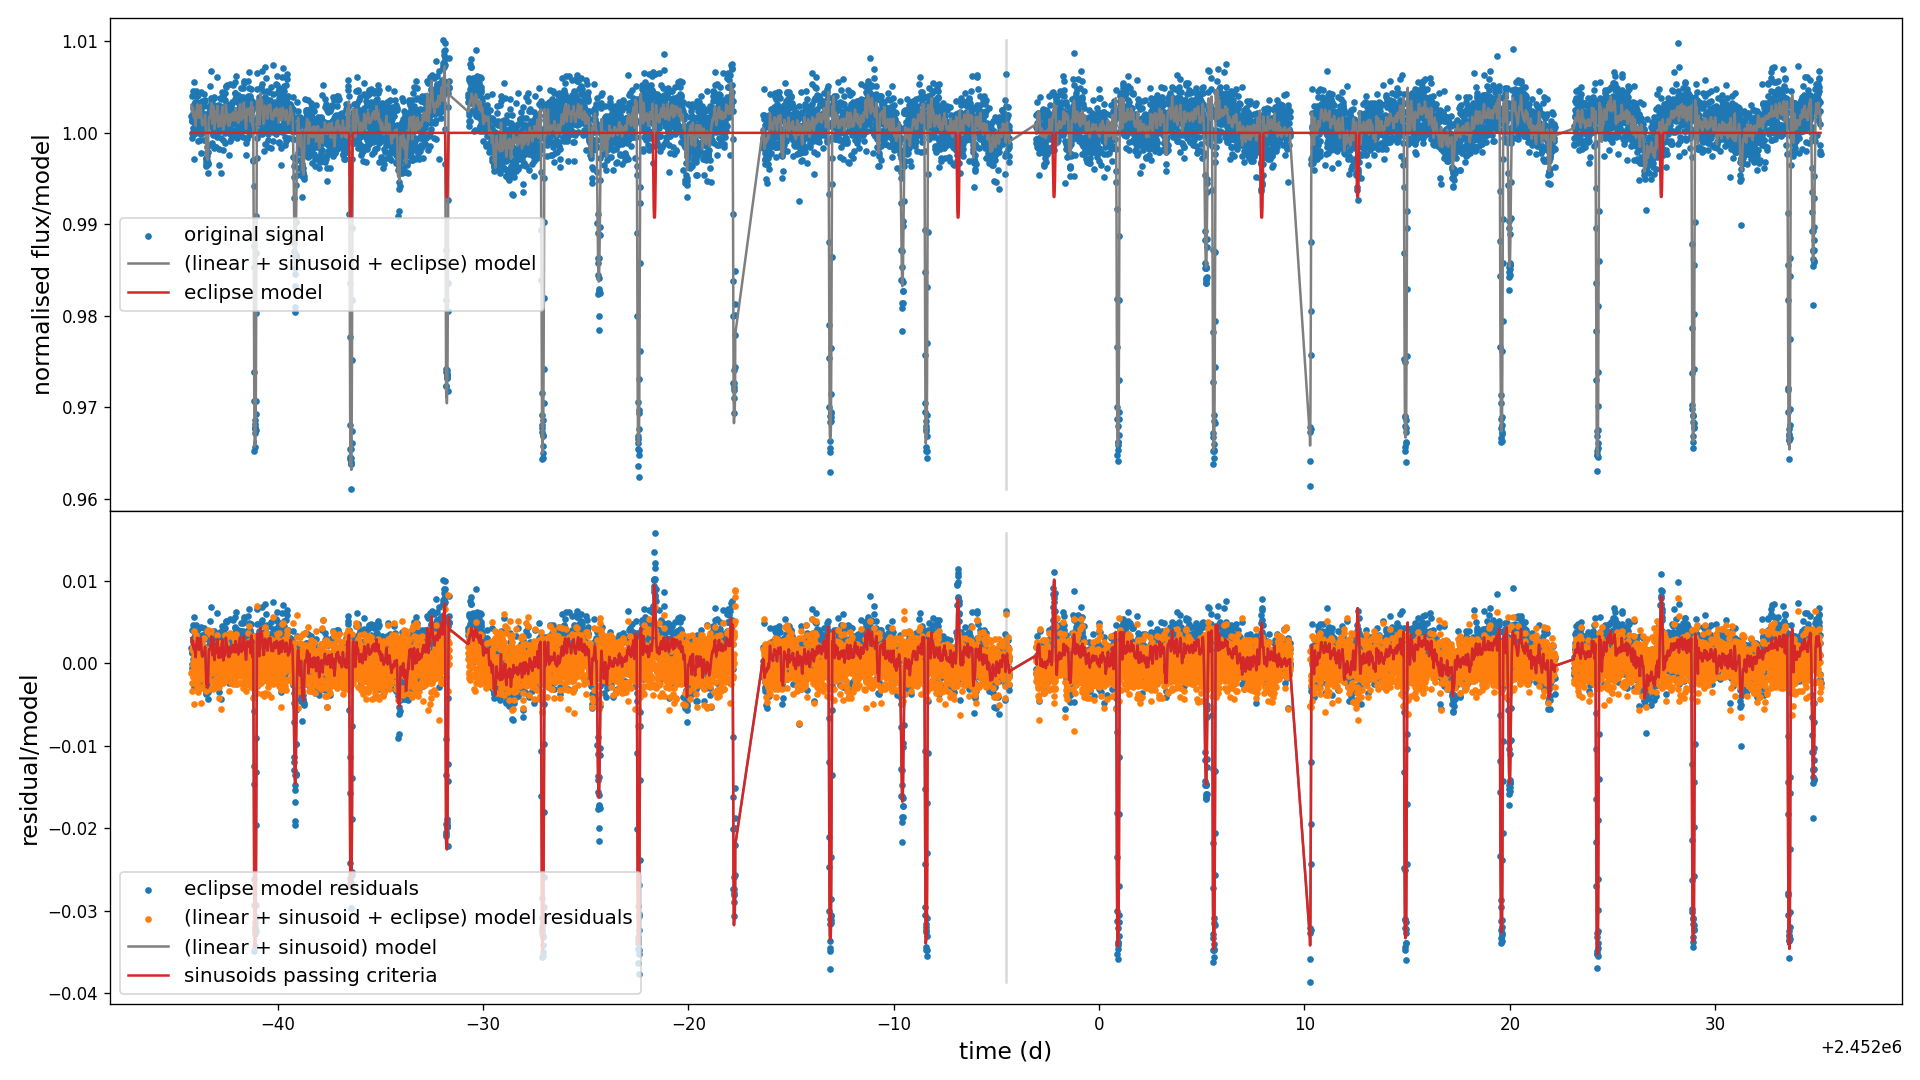 1.01
1.00
0.99
0.98
0.97
0.96
normalised flux/model
original signal
(linear + sinusoid + eclipse) model
eclipse model
0.01
0.00
−0.01
−0.02
−0.03
−0.04
residual/model
eclipse model residuals
(linear + sinusoid + eclipse) model residuals
(linear + sinusoid) model
sinusoids passing criteria
−40 −30 −20 −10 0 10 20 30
time (d)
+2.452e6